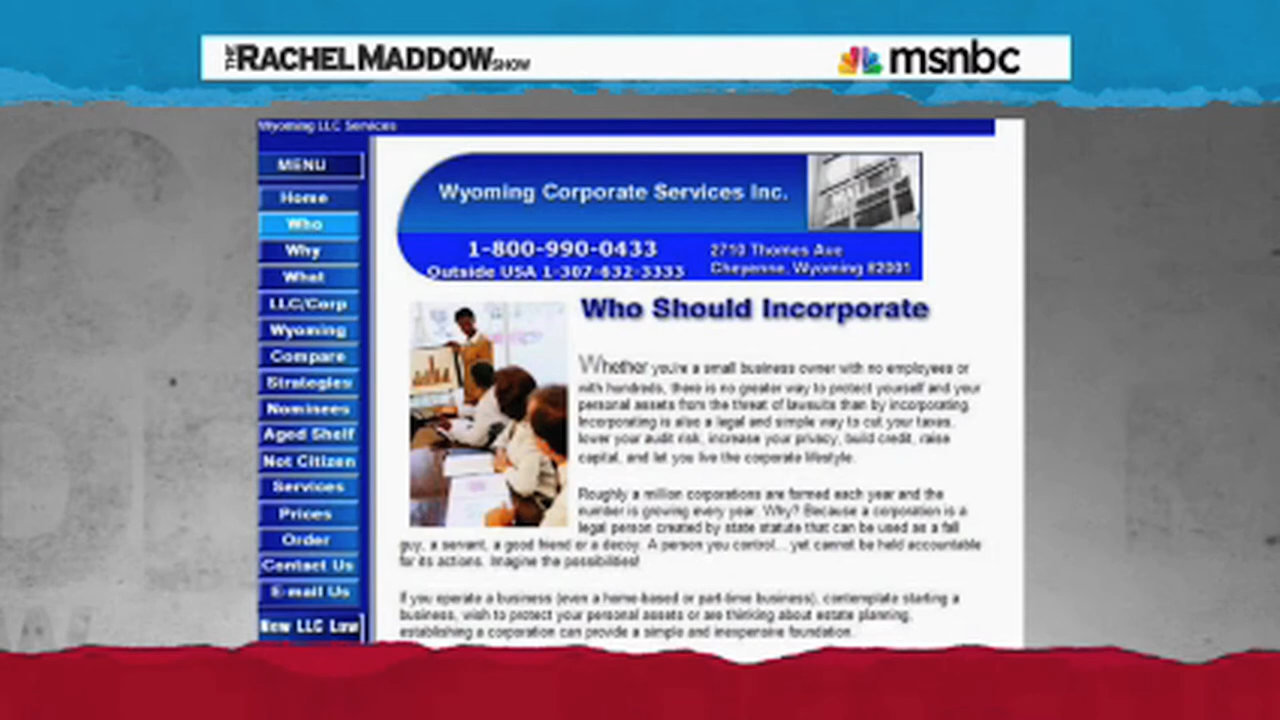 THE RACHEL MADDOW SHOW
msnbc
Wyoming LLC Services
MENU
Home
Who
Why
What
LLC/Corp
Wyoming
Compare
Strategies
Nominees
Aged Shelf
Not Citizen
Services
Prices
Order
Contact Us
E-mail Us
New LLC Law
Wyoming Corporate Services Inc.
1-800-990-0433
Outside USA 1-307-632-3333
2710 Thomes Ave
Cheyenne, Wyoming 82001
Who Should Incorporate
Whether you're a small business owner with no employees or
with hundreds, there is no greater way to protect yourself and your
personal assets from the threat of lawsuits than by incorporating.
Incorporating is also a legal and simple way to cut your taxes,
lower your audit risk, increase your privacy, build credit, raise
capital, and let you live the corporate lifestyle.
Roughly a million corporations are formed each year and the
number is growing every year. Why? Because a corporation is a
legal person created by state statute that can be used as a fall
guy, a servant, a good friend or a decoy. A person you control... yet cannot be held accountable
for its actions. Imagine the possibilities!
If you operate a business (even a home-based or part-time business), contemplate starting a
business, wish to protect your personal assets or are thinking about estate planning,
establishing a corporation can provide a simple and inexpensive foundation.